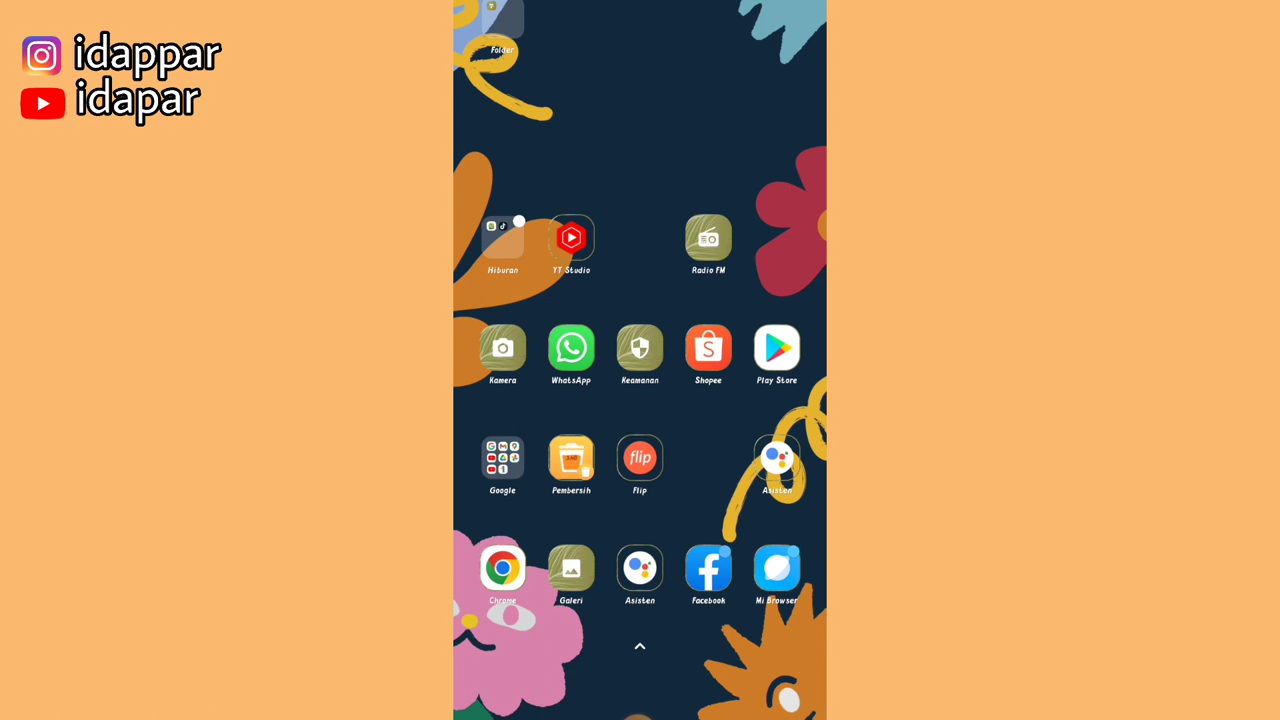 idappar
idapar
Folder
Hiburan
YT Studio
Radio FM
Kamera
WhatsApp
Keamanan
Shopee
Play Store
flip
Google
Pembersih
Flip
Asisten
Chrome
Galeri
Asisten
Facebook
Mi Browser